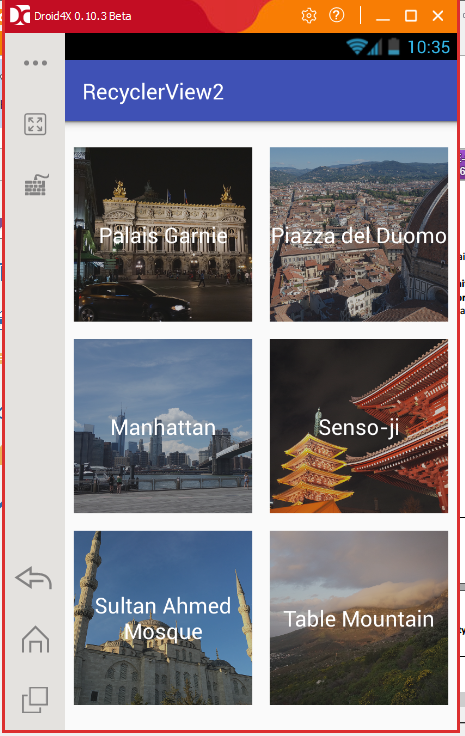 Droid4X 0.10.3 Beta
10:35
RecyclerView2
Palais Garnie
Piazza del Duomo
Manhattan
Senso-ji
Sultan Ahmed
Mosque
Table Mountain